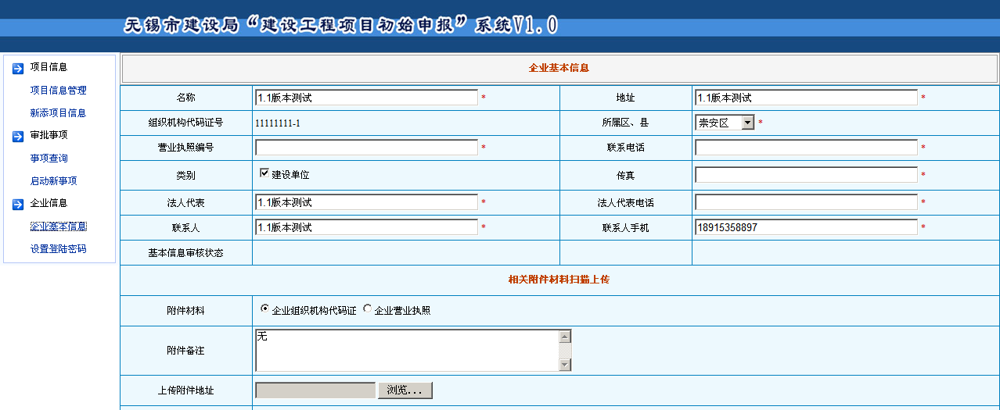 无锡市建设局“建设工程项目初始申报”系统V1.0
项目信息
项目信息管理
新添项目信息
审批事项
事项查询
启动新事项
企业信息
企业基本信息
设置登陆密码
企业基本信息
名称 1.1版本测试 * 地址 1.1版本测试 *
组织机构代码证号 11111111-1 所属区、县 崇安区 *
营业执照编号 * 联系电话 *
类别 建设单位 传真 *
法人代表 1.1版本测试 * 法人代表电话 *
联系人 1.1版本测试 * 联系人手机 18915358897 *
基本信息审核状态
相关附件材料扫描上传
附件材料 企业组织机构代码证 企业营业执照
附件备注 无
上传附件地址 浏览...